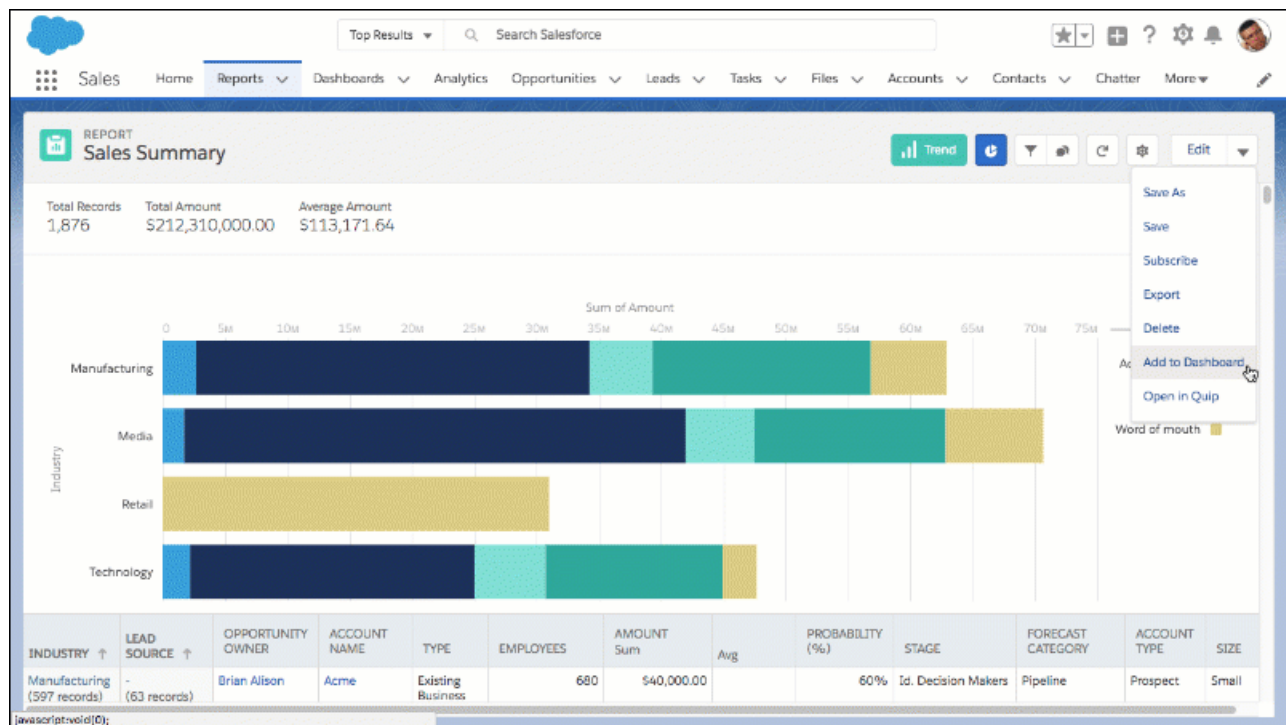 Top Results Search Salesforce
Sales Home Reports Dashboards Analytics Opportunities Leads Tasks Files Accounts Contacts Chatter More
REPORT
Sales Summary
Trend Edit
Total Records Total Amount Average Amount
1,876 $212,310,000.00 $113,171.64
Save As
Save
Subscribe
Export
Delete
Add to Dashboard
Open in Quip
Sum of Amount
0 5M 10M 15M 20M 25M 30M 35M 40M 45M 50M 55M 60M 65M 70M 75M
Industry
Manufacturing
Media
Retail
Technology
Word of mouth
INDUSTRY LEAD SOURCE OPPORTUNITY OWNER ACCOUNT NAME TYPE EMPLOYEES AMOUNT Sum Avg PROBABILITY (%) STAGE FORECAST CATEGORY ACCOUNT TYPE SIZE
Manufacturing - Brian Alison Acme Existing Business 680 $40,000.00 60% Id. Decision Makers Pipeline Prospect Small
(597 records) (63 records)
javascript:void(0);